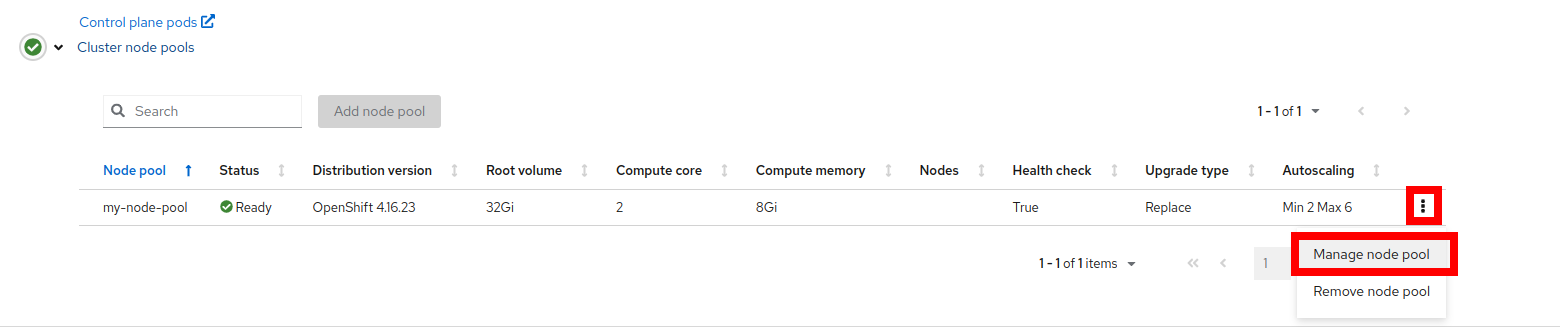 Control plane pods
Cluster node pools
Search Add node pool 1 - 1 of 1
Node pool Status Distribution version Root volume Compute core Compute memory Nodes Health check Upgrade type Autoscaling
my-node-pool Ready OpenShift 4.16.23 32Gi 2 8Gi True Replace Min 2 Max 6
Manage node pool
1 - 1 of 1 items 1
Remove node pool